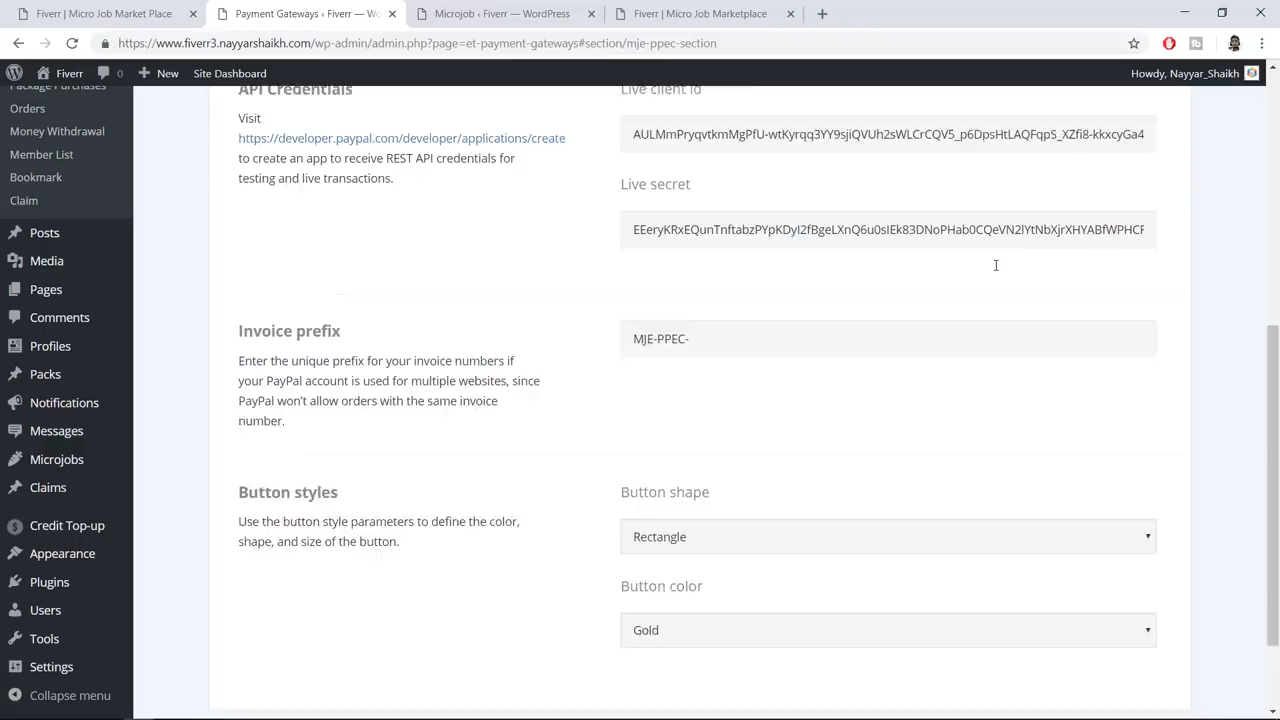 Fiverr | Micro Job Market Place
Payment Gateways ‹ Fiverr — Wo
Microjob ‹ Fiverr — WordPress
Fiverr | Micro Job Marketplace
https://www.fiverr3.nayyarshaikh.com/wp-admin/admin.php?page=et-payment-gateways#section/mje-ppec-section
Fiverr
0
New
Site Dashboard
Howdy, Nayyar_Shaikh
Package Purchases
Orders
Money Withdrawal
Member List
Bookmark
Claim
Posts
Media
Pages
Comments
Profiles
Packs
Notifications
Messages
Microjobs
Claims
Credit Top-up
Appearance
Plugins
Users
Tools
Settings
Collapse menu
API Credentials
Visit
https://developer.paypal.com/developer/applications/create
to create an app to receive REST API credentials for
testing and live transactions.
Live client id
AULMmPryqvtkmMgPfU-wtKyrqq3YY9sjiQVUh2sWLCrCQV5_p6DpsHtLAQFqpS_XZfi8-kkxcyGa4
Live secret
Invoice prefix
Enter the unique prefix for your invoice numbers if
your PayPal account is used for multiple websites, since
PayPal won't allow orders with the same invoice
number.
MJE-PPEC-
Button styles
Use the button style parameters to define the color,
shape, and size of the button.
Button shape
Rectangle
Button color
Gold